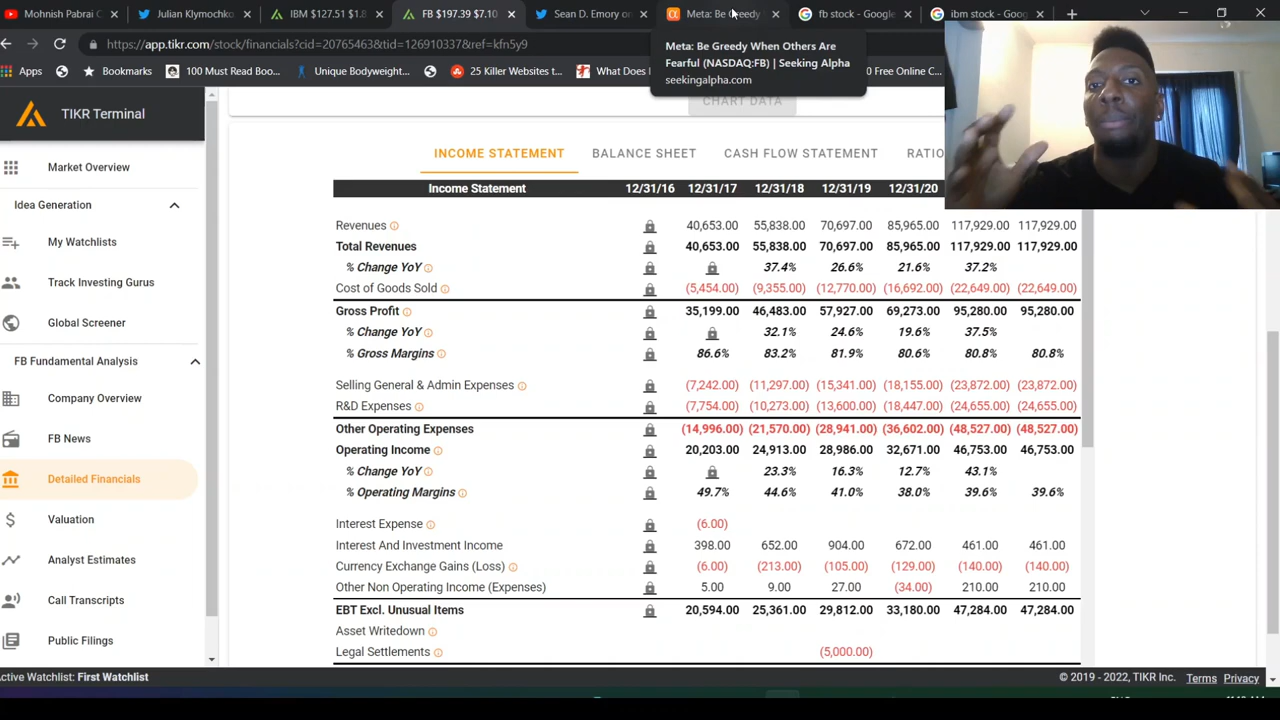 Mohnish Pabrai C
Julian Klymochko
IBM $127.51 $1.8
FB $197.39 $7.10
Sean D. Emory on
Meta: Be Greedy
fb stock - Google
ibm stock - Goog
https://app.tikr.com/stock/financials?cid=20765463&tid=126910337&ref=kfn5y9
Meta: Be Greedy When Others Are
Fearful (NASDAQ:FB) | Seeking Alpha
seekingalpha.com
Apps
Bookmarks
100 Must Read Boo...
Unique Bodyweight...
25 Killer Websites t...
What Does
0 Free Online C...
TIKR Terminal
CHART DATA
Market Overview
Idea Generation
My Watchlists
Track Investing Gurus
Global Screener
FB Fundamental Analysis
Company Overview
FB News
Detailed Financials
Valuation
Analyst Estimates
Call Transcripts
Public Filings
INCOME STATEMENT BALANCE SHEET CASH FLOW STATEMENT RATIO
Income Statement 12/31/16 12/31/17 12/31/18 12/31/19 12/31/20
Revenues 40,653.00 55,838.00 70,697.00 85,965.00 117,929.00 117,929.00
Total Revenues 40,653.00 55,838.00 70,697.00 85,965.00 117,929.00 117,929.00
% Change YoY 37.4% 26.6% 21.6% 37.2%
Cost of Goods Sold (5,454.00) (9,355.00) (12,770.00) (16,692.00) (22,649.00) (22,649.00)
Gross Profit 35,199.00 46,483.00 57,927.00 69,273.00 95,280.00 95,280.00
% Change YoY 32.1% 24.6% 19.6% 37.5%
% Gross Margins 86.6% 83.2% 81.9% 80.6% 80.8% 80.8%
Selling General & Admin Expenses (7,242.00) (11,297.00) (15,341.00) (18,155.00) (23,872.00) (23,872.00)
R&D Expenses (7,754.00) (10,273.00) (13,600.00) (18,447.00) (24,655.00) (24,655.00)
Other Operating Expenses (14,996.00) (21,570.00) (28,941.00) (36,602.00) (48,527.00) (48,527.00)
Operating Income 20,203.00 24,913.00 28,986.00 32,671.00 46,753.00 46,753.00
% Change YoY 23.3% 16.3% 12.7% 43.1%
% Operating Margins 49.7% 44.6% 41.0% 38.0% 39.6% 39.6%
Interest Expense (6.00)
Interest And Investment Income 398.00 652.00 904.00 672.00 461.00 461.00
Currency Exchange Gains (Loss) (6.00) (213.00) (105.00) (129.00) (140.00) (140.00)
Other Non Operating Income (Expenses) 5.00 9.00 27.00 (34.00) 210.00 210.00
EBT Excl. Unusual Items 20,594.00 25,361.00 29,812.00 33,180.00 47,284.00 47,284.00
Asset Writedown
Legal Settlements (5,000.00)
Active Watchlist: First Watchlist
© 2019 - 2022, TIKR Inc. Terms Privacy